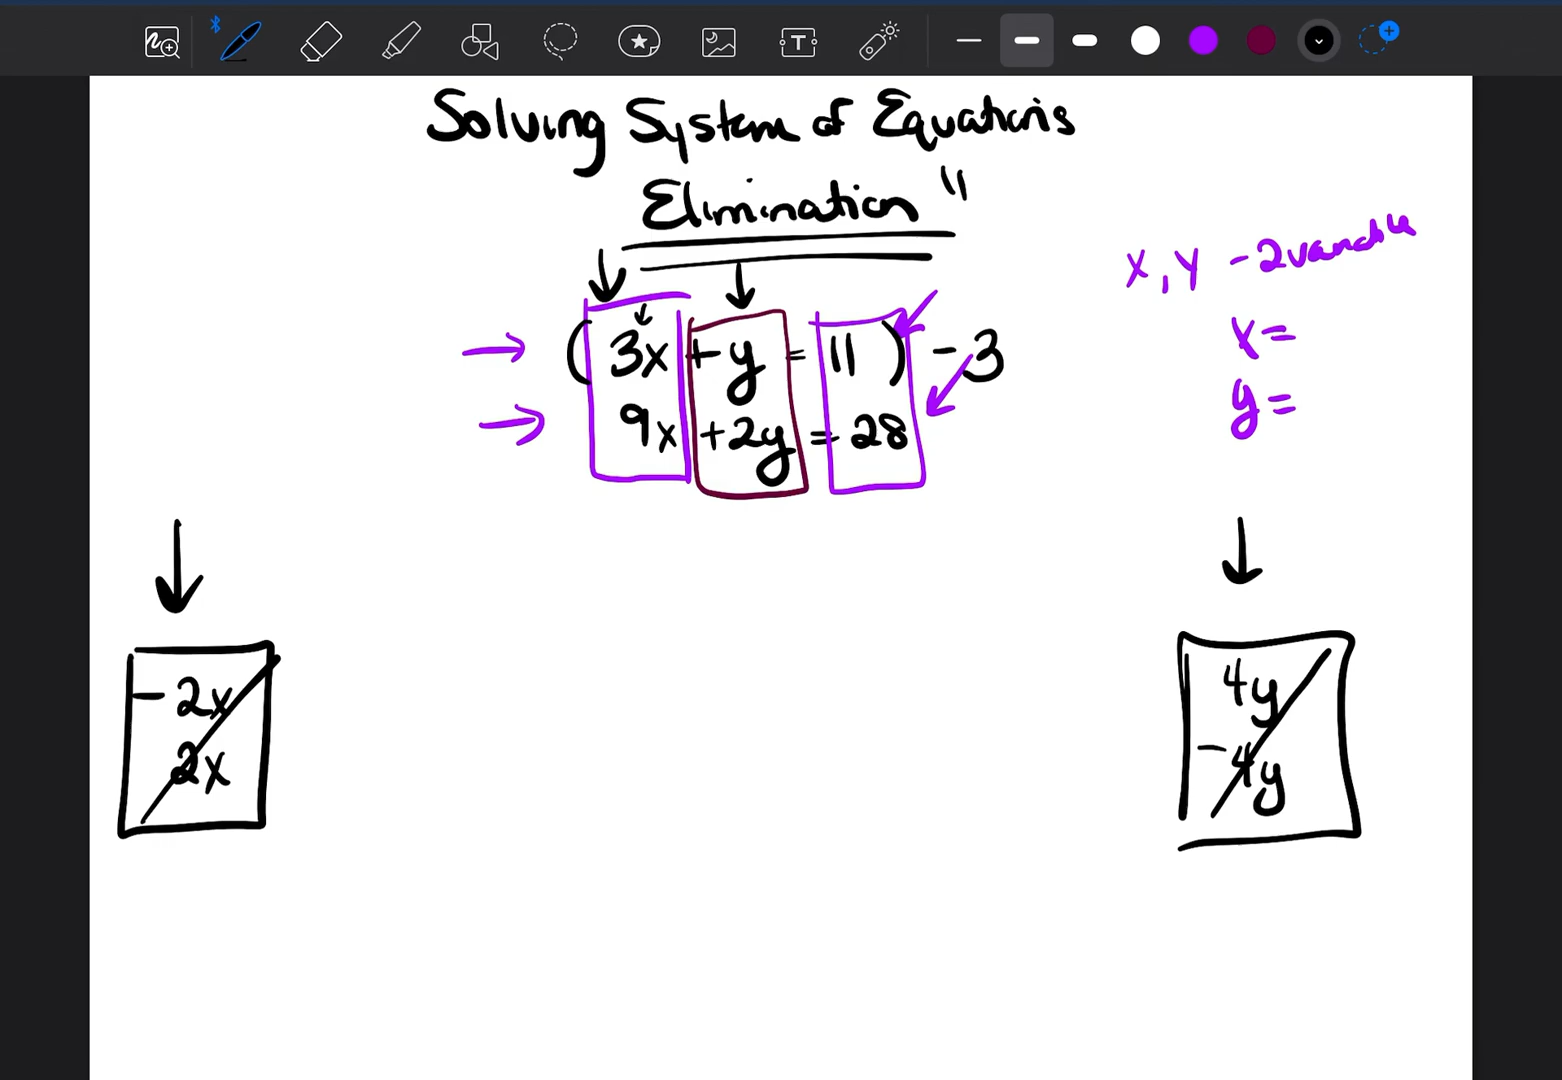 Solving System of Equations
Elimination "
x, y - 2 variable
x =
y =
( 3x + y = 11 ) - 3
9x + 2y = 28
- 2x
2x
4y
- 4y